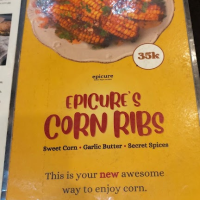 35k
epicure
EPICURE'S
CORN RIBS
Sweet Corn • Garlic Butter • Secret Spices
This is your new awesome
way to enjoy corn.